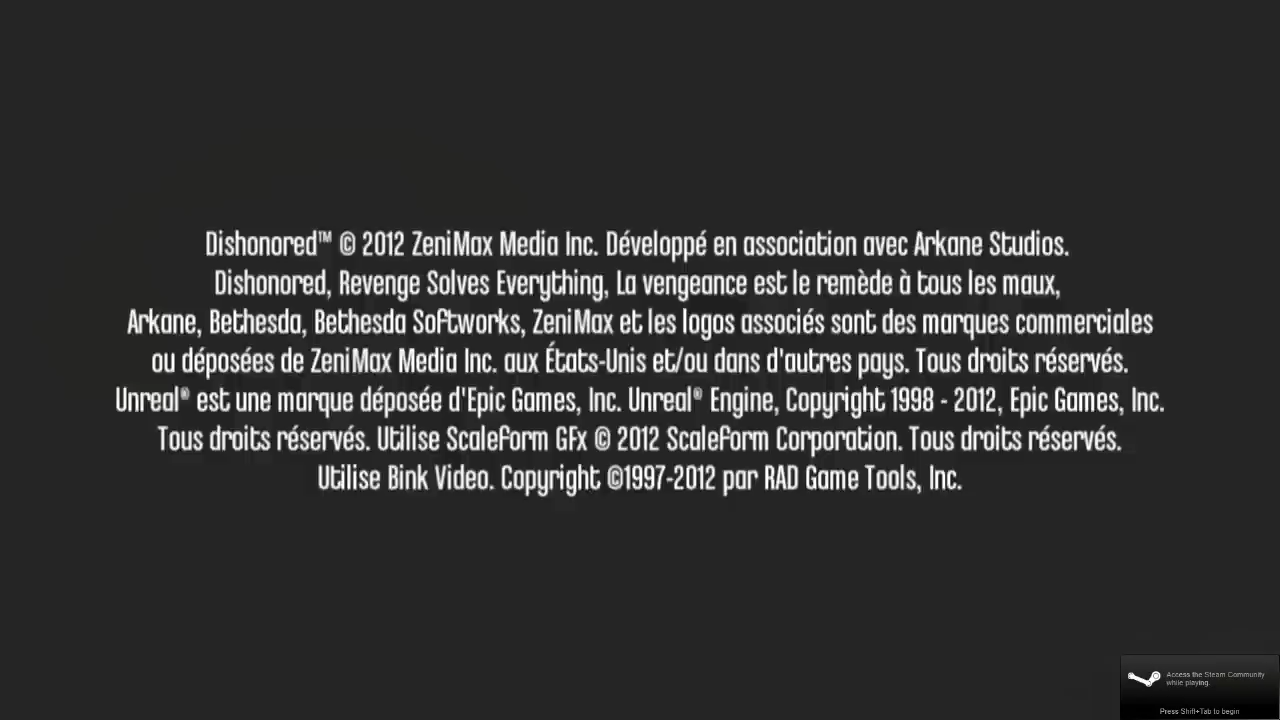 Dishonored™ © 2012 ZeniMax Media Inc. Développé en association avec Arkane Studios.
Dishonored, Revenge Solves Everything, La vengeance est le remède à tous les maux,
Arkane, Bethesda, Bethesda Softworks, ZeniMax et les logos associés sont des marques commerciales
ou déposées de ZeniMax Media Inc. aux États-Unis et/ou dans d'autres pays. Tous droits réservés.
Unreal® est une marque déposée d'Epic Games, Inc. Unreal® Engine, Copyright 1998 - 2012, Epic Games, Inc.
Tous droits réservés. Utilise Scaleform GFx © 2012 Scaleform Corporation. Tous droits réservés.
Utilise Bink Video. Copyright ©1997-2012 par RAD Game Tools, Inc.
Access the Steam Community
while playing.
Press Shift+Tab to begin